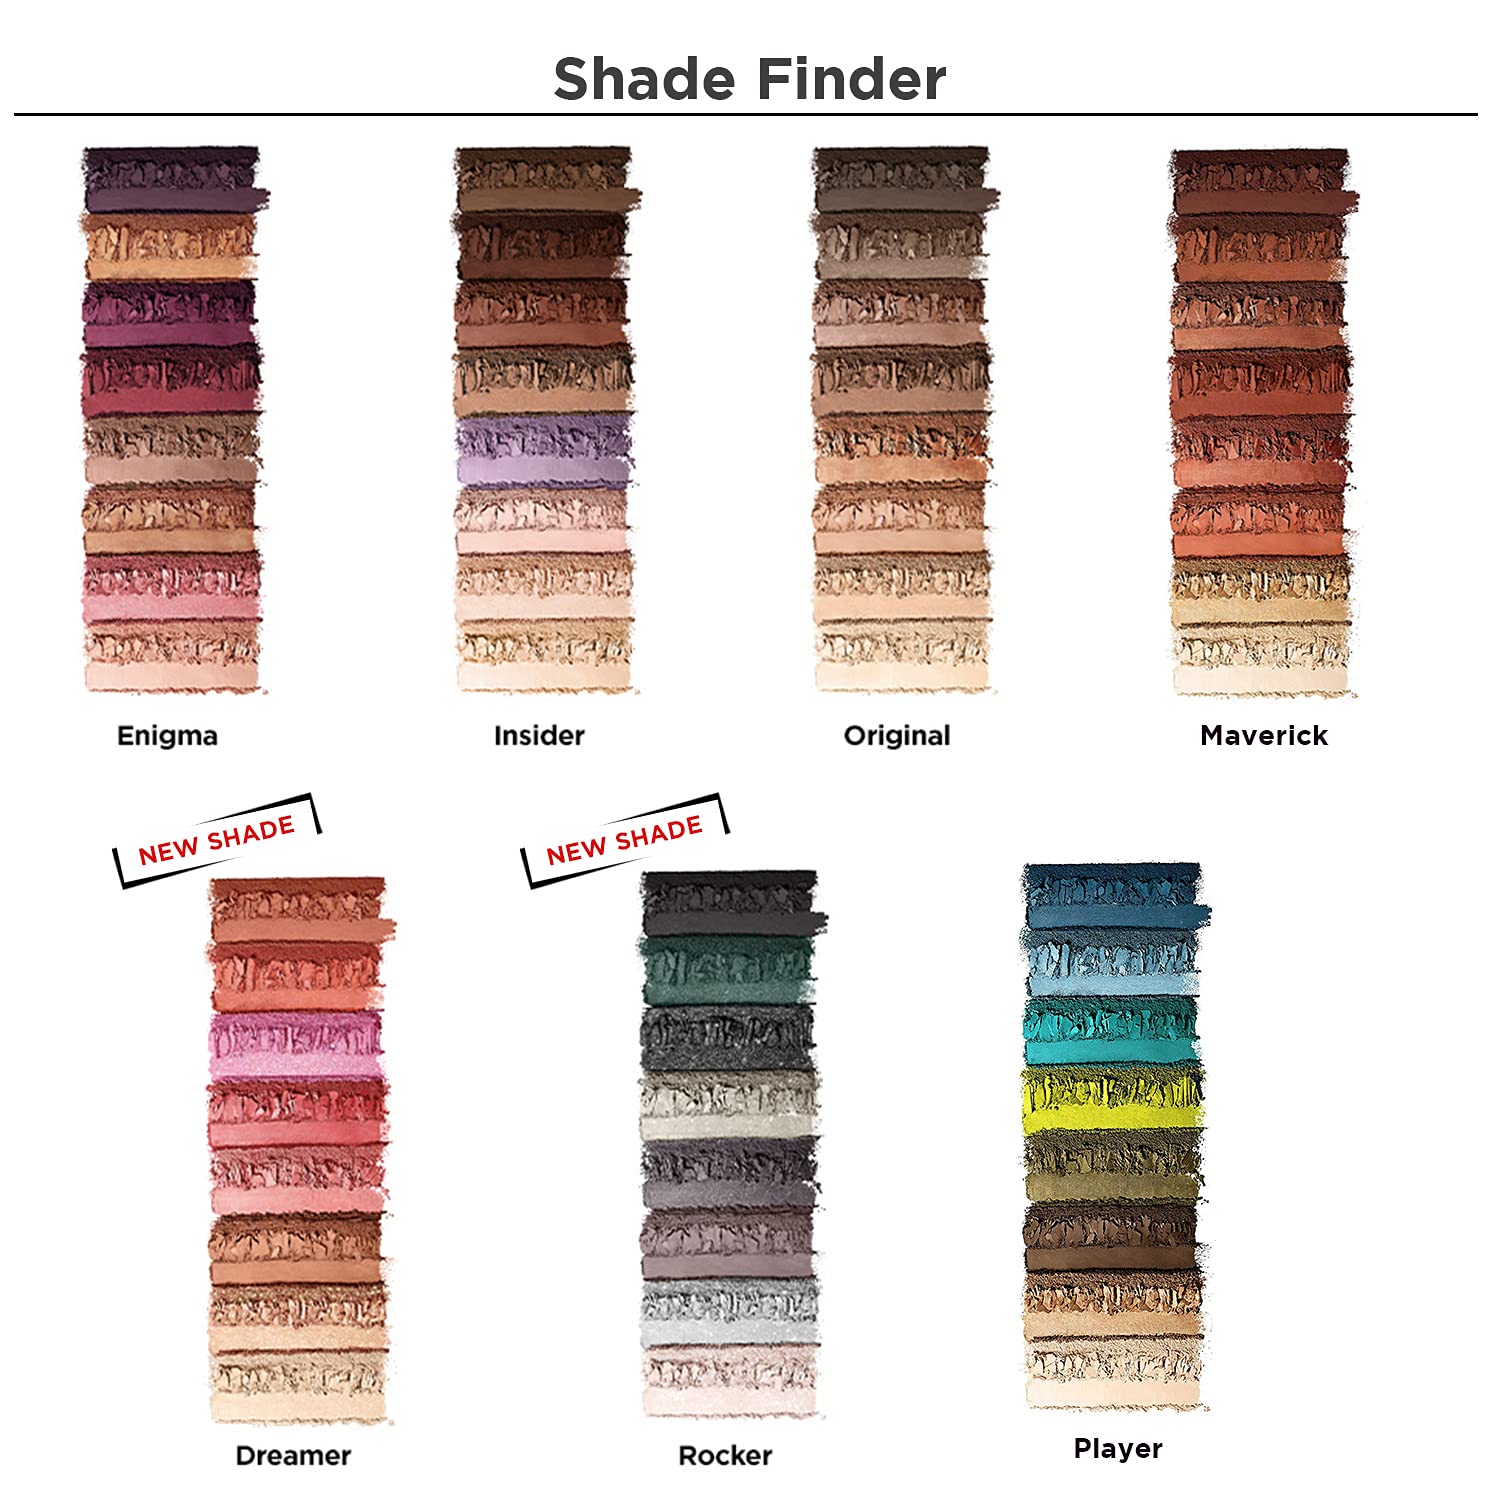 Shade Finder
Enigma
Insider
Original
Maverick
NEW SHADE
NEW SHADE
Dreamer
Rocker
Player